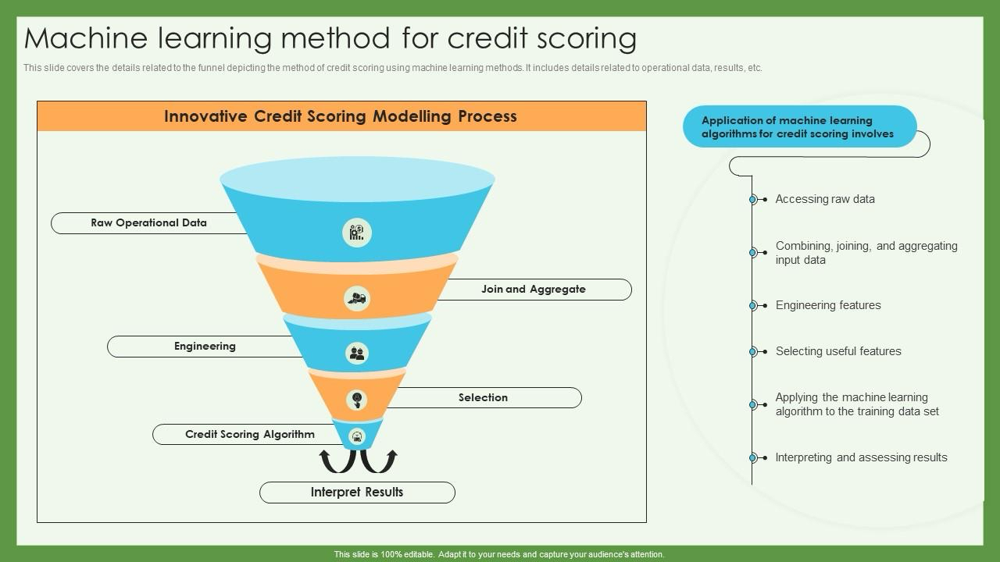 Machine learning method for credit scoring
This slide covers the details related to the funnel depicting the method of credit scoring using machine learning methods. It includes details related to operational data, results, etc.
Innovative Credit Scoring Modelling Process
Raw Operational Data
Join and Aggregate
Engineering
Selection
Credit Scoring Algorithm
Interpret Results
Application of machine learning
algorithms for credit scoring involves
Accessing raw data
Combining, joining, and aggregating
input data
Engineering features
Selecting useful features
Applying the machine learning
algorithm to the training data set
Interpreting and assessing results
This slide is 100% editable. Adapt it to your needs and capture your audience's attention.